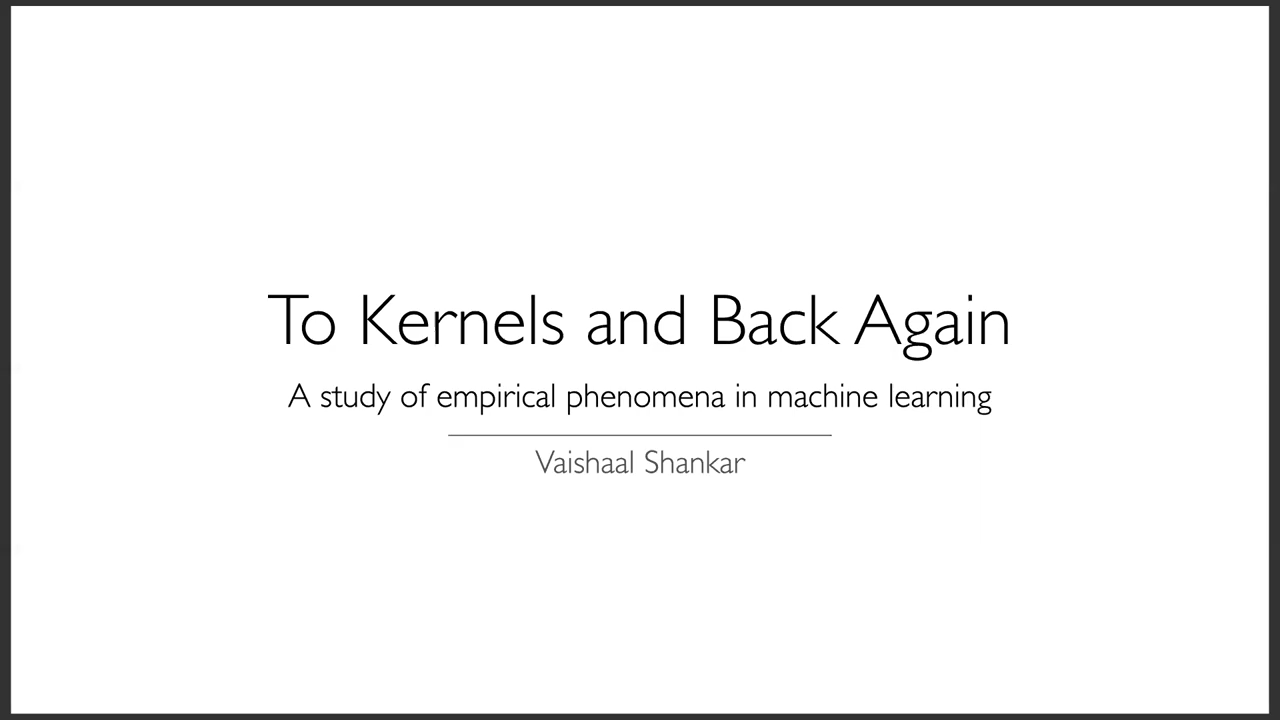 To Kernels and Back Again
A study of empirical phenomena in machine learning
Vaishaal Shankar